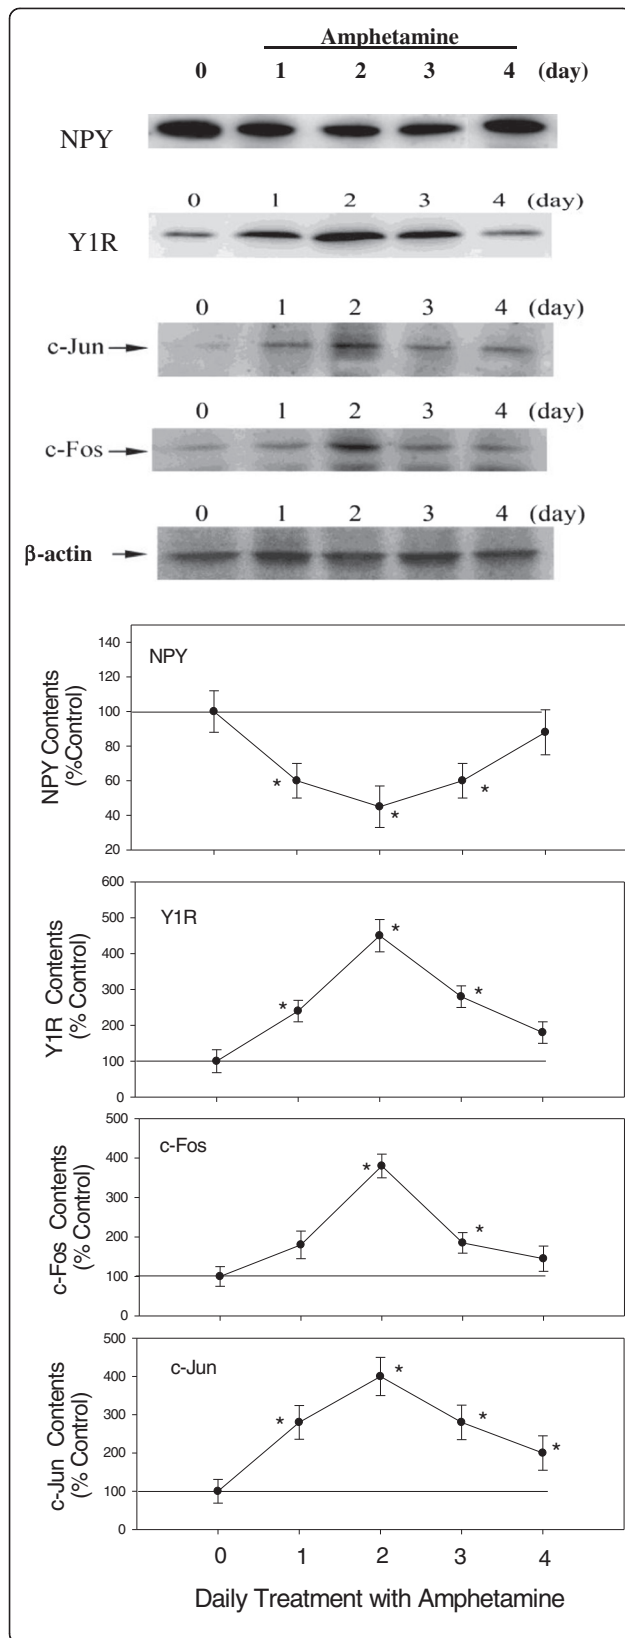 Amphetamine
0 1 2 3 4 (day)
NPY
0 1 2 3 4 (day)
Y1R
0 1 2 3 4 (day)
c-Jun
0 1 2 3 4 (day)
c-Fos
0 1 2 3 4 (day)
β-actin
NPY Contents
(%Control)
140
120
100
80
60
40
20
NPY
*
*
*
Y1R Contents
(% Control)
600
500
400
300
200
100
0
Y1R
*
*
*
c-Fos Contents
(% Control)
500
400
300
200
100
0
c-Fos
*
*
c-Jun Contents
(% Control)
500
400
300
200
100
0
c-Jun
*
*
*
*
0 1 2 3 4
Daily Treatment with Amphetamine